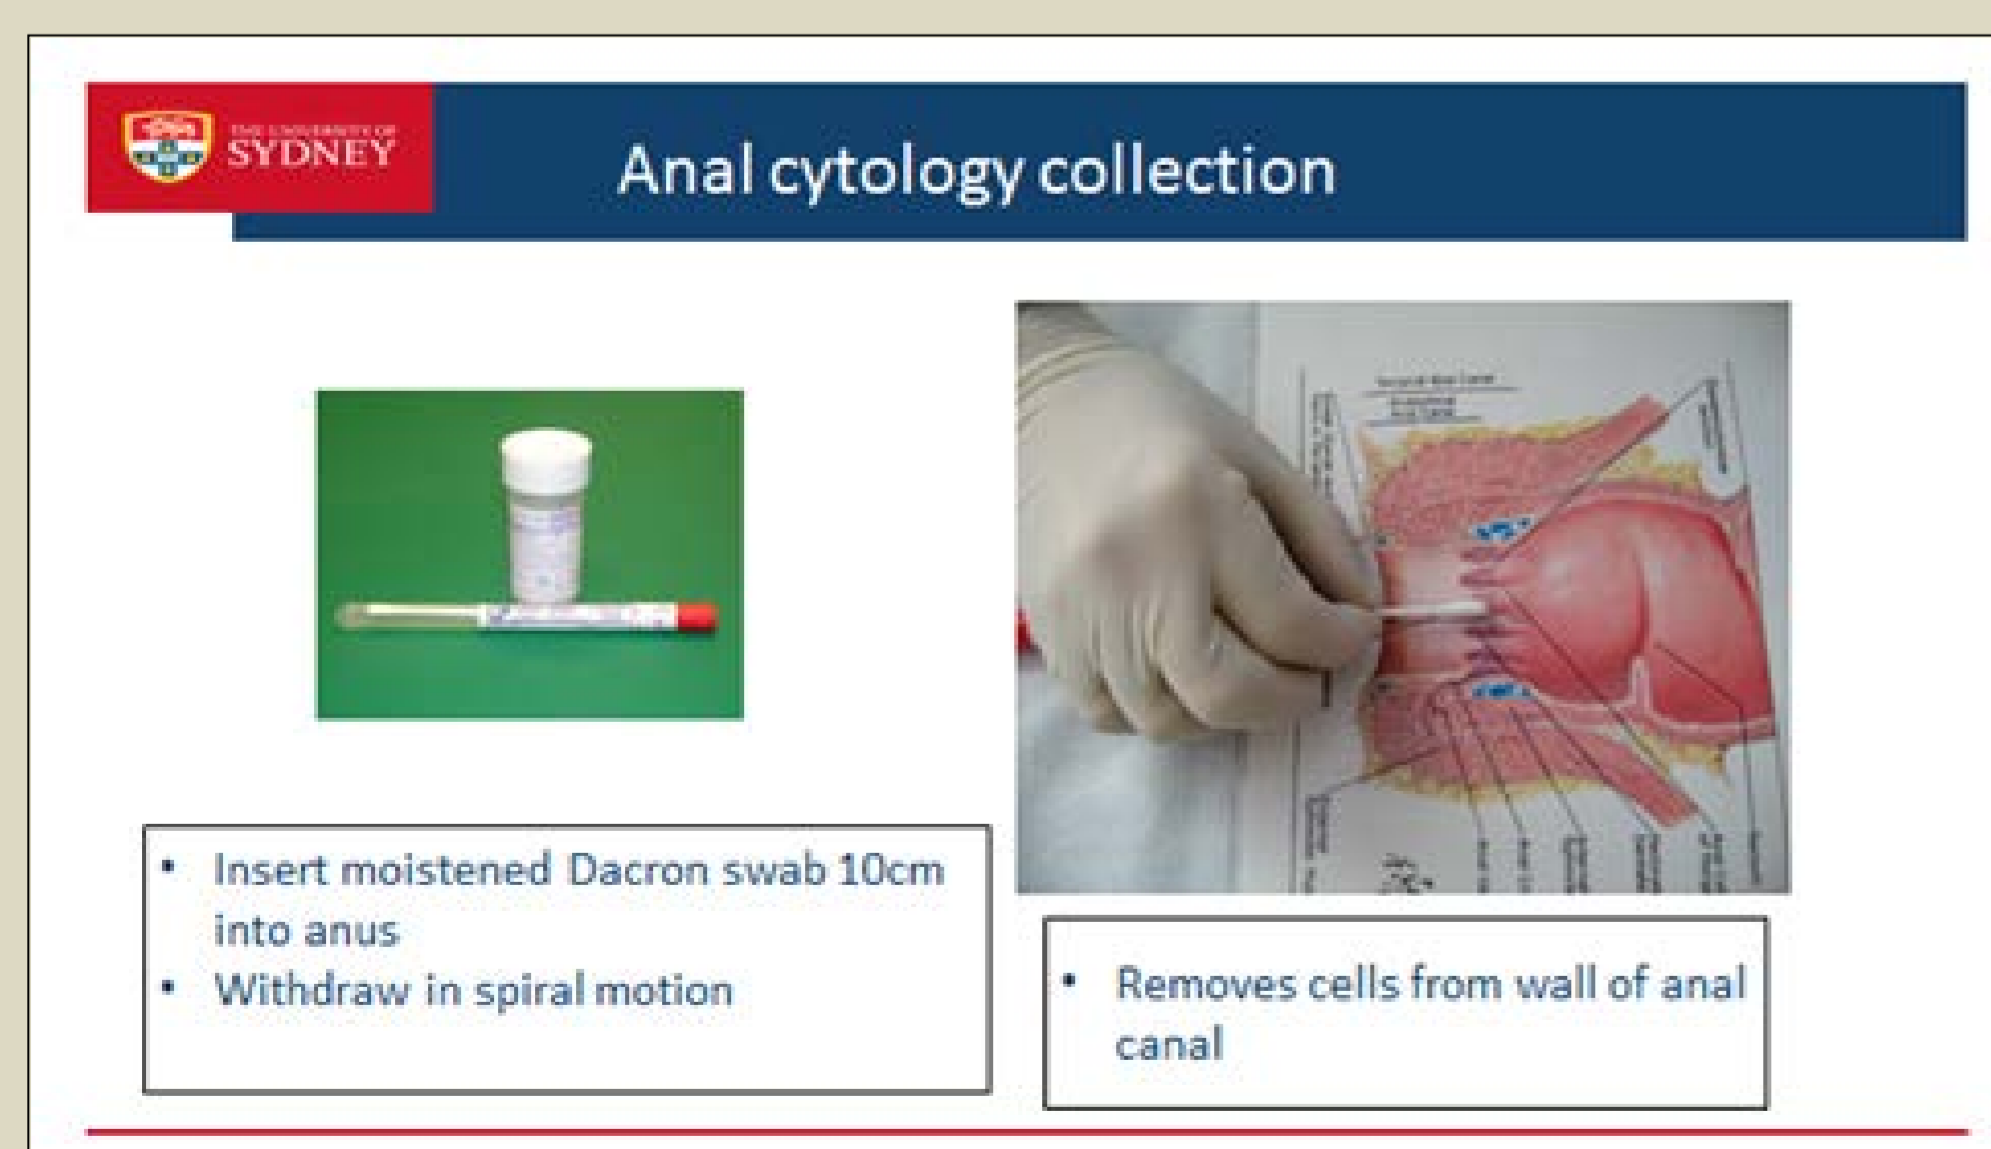 THE UNIVERSITY OF
SYDNEY
Anal cytology collection
• Insert moistened Dacron swab 10cm
into anus
• Withdraw in spiral motion
• Removes cells from wall of anal
canal